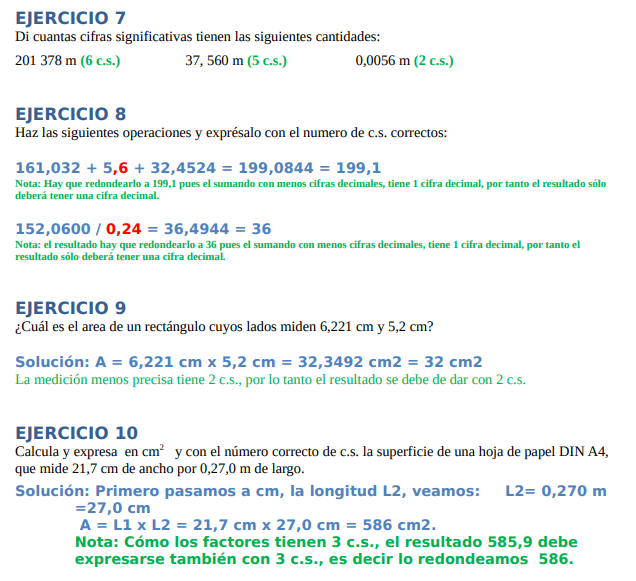 EJERCICIO 7
Di cuantas cifras significativas tienen las siguientes cantidades:
201 378 m (6 c.s.) 37, 560 m (5 c.s.) 0,0056 m (2 c.s.)
EJERCICIO 8
Haz las siguientes operaciones y exprésalo con el numero de c.s. correctos:
161,032 + 5,6 + 32,4524 = 199,0844 = 199,1
Nota: Hay que redondearlo a 199,1 pues el sumando con menos cifras decimales, tiene 1 cifra decimal, por tanto el resultado sólo
deberá tener una cifra decimal.
152,0600 / 0,24 = 36,4944 = 36
Nota: el resultado hay que redondearlo a 36 pues el sumando con menos cifras decimales, tiene 1 cifra decimal, por tanto el
resultado sólo deberá tener una cifra decimal.
EJERCICIO 9
¿Cuál es el area de un rectángulo cuyos lados miden 6,221 cm y 5,2 cm?
Solución: A = 6,221 cm x 5,2 cm = 32,3492 cm2 = 32 cm2
La medición menos precisa tiene 2 c.s., por lo tanto el resultado se debe de dar con 2 c.s.
EJERCICIO 10
Calcula y expresa en cm² y con el número correcto de c.s. la superficie de una hoja de papel DIN A4,
que mide 21,7 cm de ancho por 0,27,0 m de largo.
Solución: Primero pasamos a cm, la longitud L2, veamos: L2= 0,270 m
=27,0 cm
A = L1 x L2 = 21,7 cm x 27,0 cm = 586 cm2.
Nota: Cómo los factores tienen 3 c.s., el resultado 585,9 debe
expresarse también con 3 c.s., es decir lo redondeamos 586.